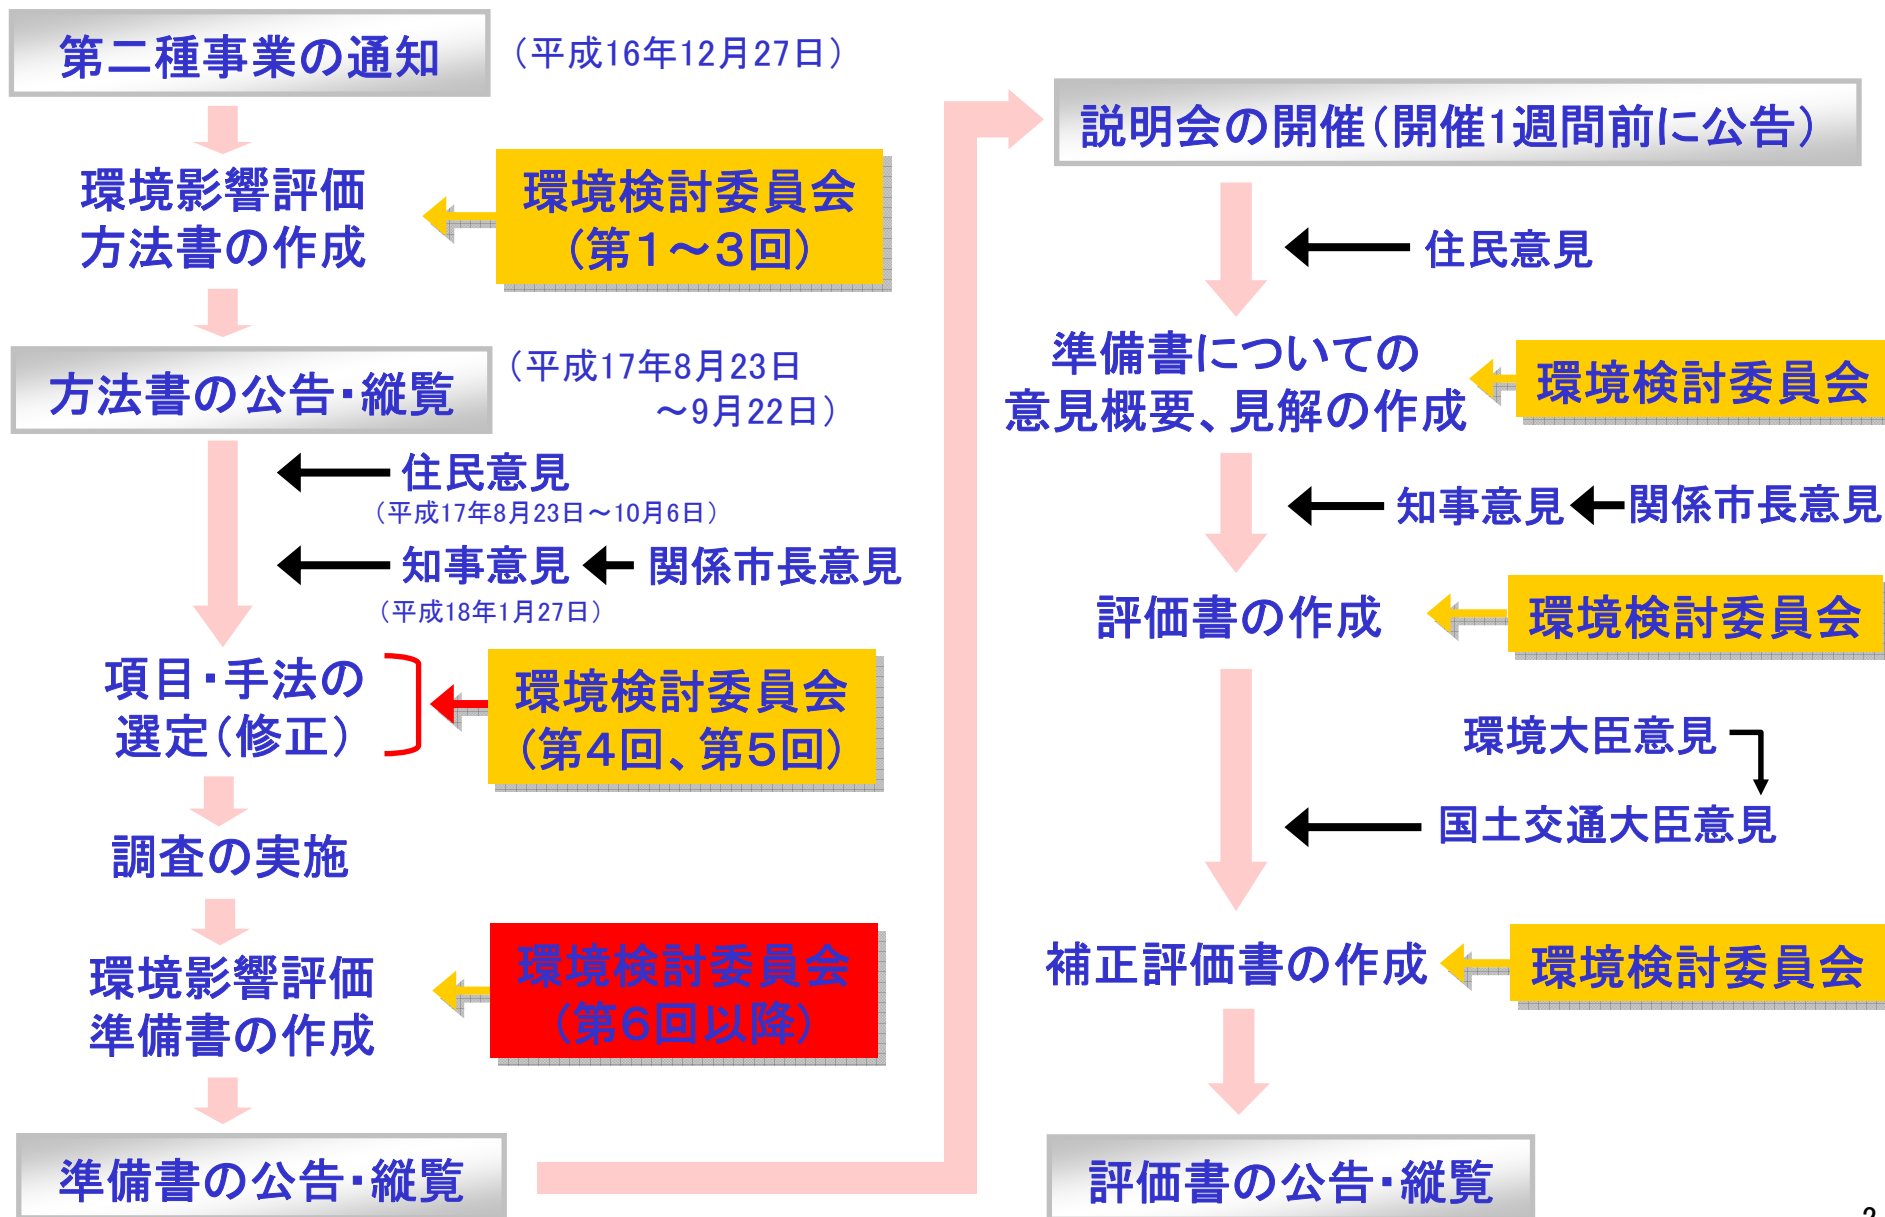 第二種事業の通知
(平成16年12月27日)
環境影響評価
方法書の作成
環境検討委員会
(第1～3回)
方法書の公告・縦覧
(平成17年8月23日
～9月22日)
住民意見
(平成17年8月23日～10月6日)
知事意見
関係市長意見
(平成18年1月27日)
項目・手法の
選定(修正)
環境検討委員会
(第4回、第5回)
調査の実施
環境影響評価
準備書の作成
環境検討委員会
(第6回以降)
準備書の公告・縦覧
説明会の開催(開催1週間前に公告)
住民意見
準備書についての
意見概要、見解の作成
環境検討委員会
知事意見
関係市長意見
評価書の作成
環境検討委員会
環境大臣意見
国土交通大臣意見
補正評価書の作成
環境検討委員会
評価書の公告・縦覧